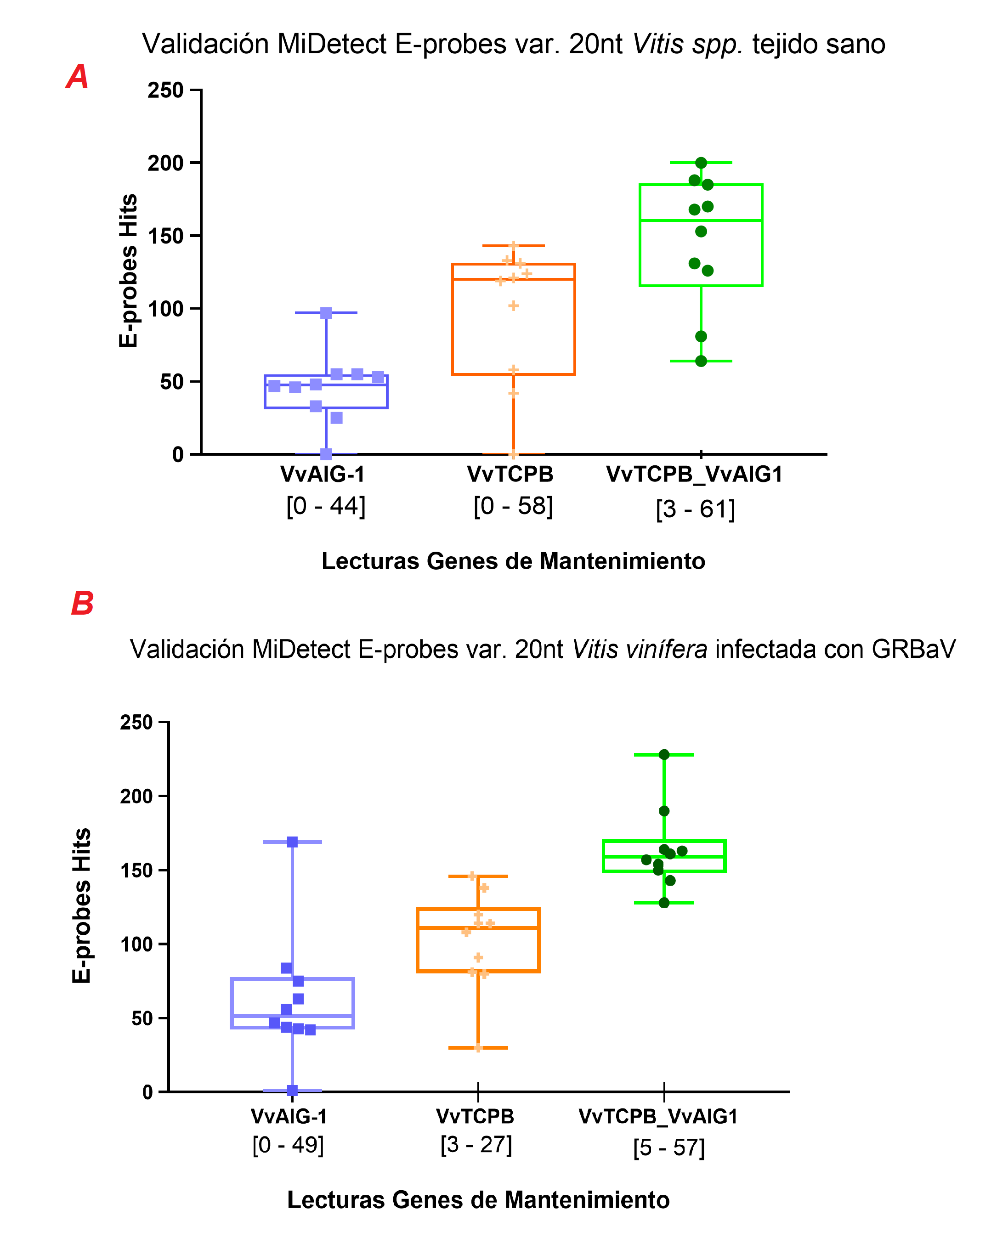 Validación MiDetect E-probes var. 20nt Vitis spp. tejido sano
A
250
200
150
100
50
0
E-probes Hits
VvAIG-1 VvTCPB VvTCPB_VvAIG1
[0 - 44] [0 - 58] [3 - 61]
Lecturas Genes de Mantenimiento
B
Validación MiDetect E-probes var. 20nt Vitis vinífera infectada con GRBaV
250
200
150
100
50
0
E-probes Hits
VvAIG-1 VvTCPB VvTCPB_VvAIG1
[0 - 49] [3 - 27] [5 - 57]
Lecturas Genes de Mantenimiento